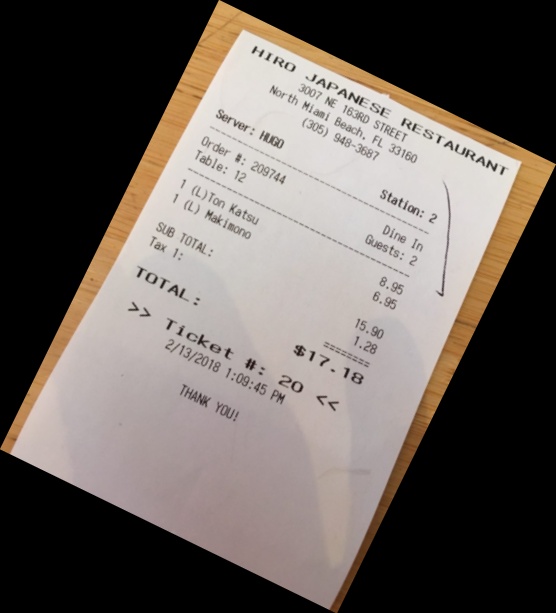 HIRO JAPANESE RESTAURANT
3007 NE 163RD STREET
North Miami Beach, FL 33160
(305) 948-3687
Server: HUGO Station: 2
--------------------------------
Order #: 209744 Dine In
Table: 12 Guests: 2
--------------------------------
1 (L)Ton Katsu 8.95
1 (L) Makimono 6.95
SUB TOTAL: 15.90
Tax 1: 1.28
========
TOTAL: $17.18
>> Ticket #: 20 <<
2/13/2018 1:09:45 PM
THANK YOU!